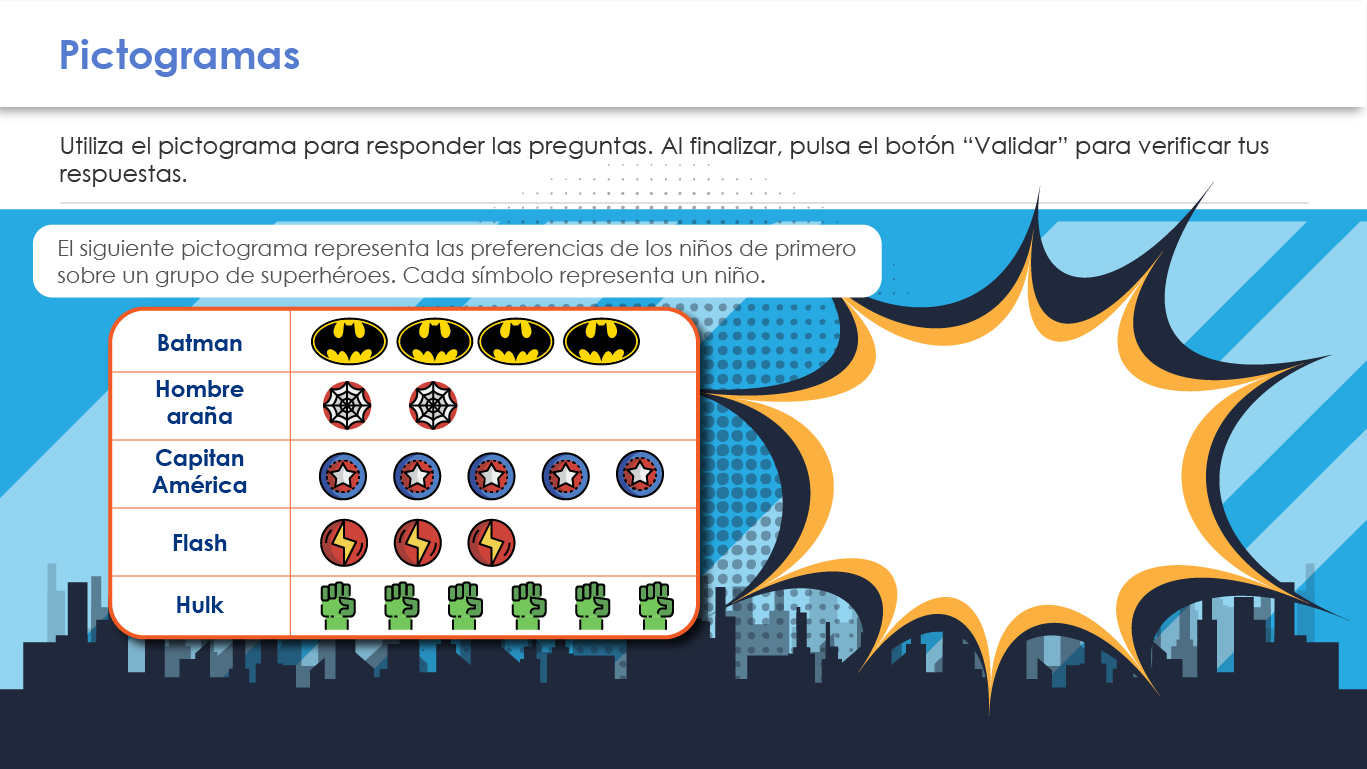 Pictogramas
Utiliza el pictograma para responder las preguntas. Al finalizar, pulsa el botón “Validar” para verificar tus
respuestas.
El siguiente pictograma representa las preferencias de los niños de primero
sobre un grupo de superhéroes. Cada símbolo representa un niño.
Batman
Hombre
araña
Capitan
América
Flash
Hulk